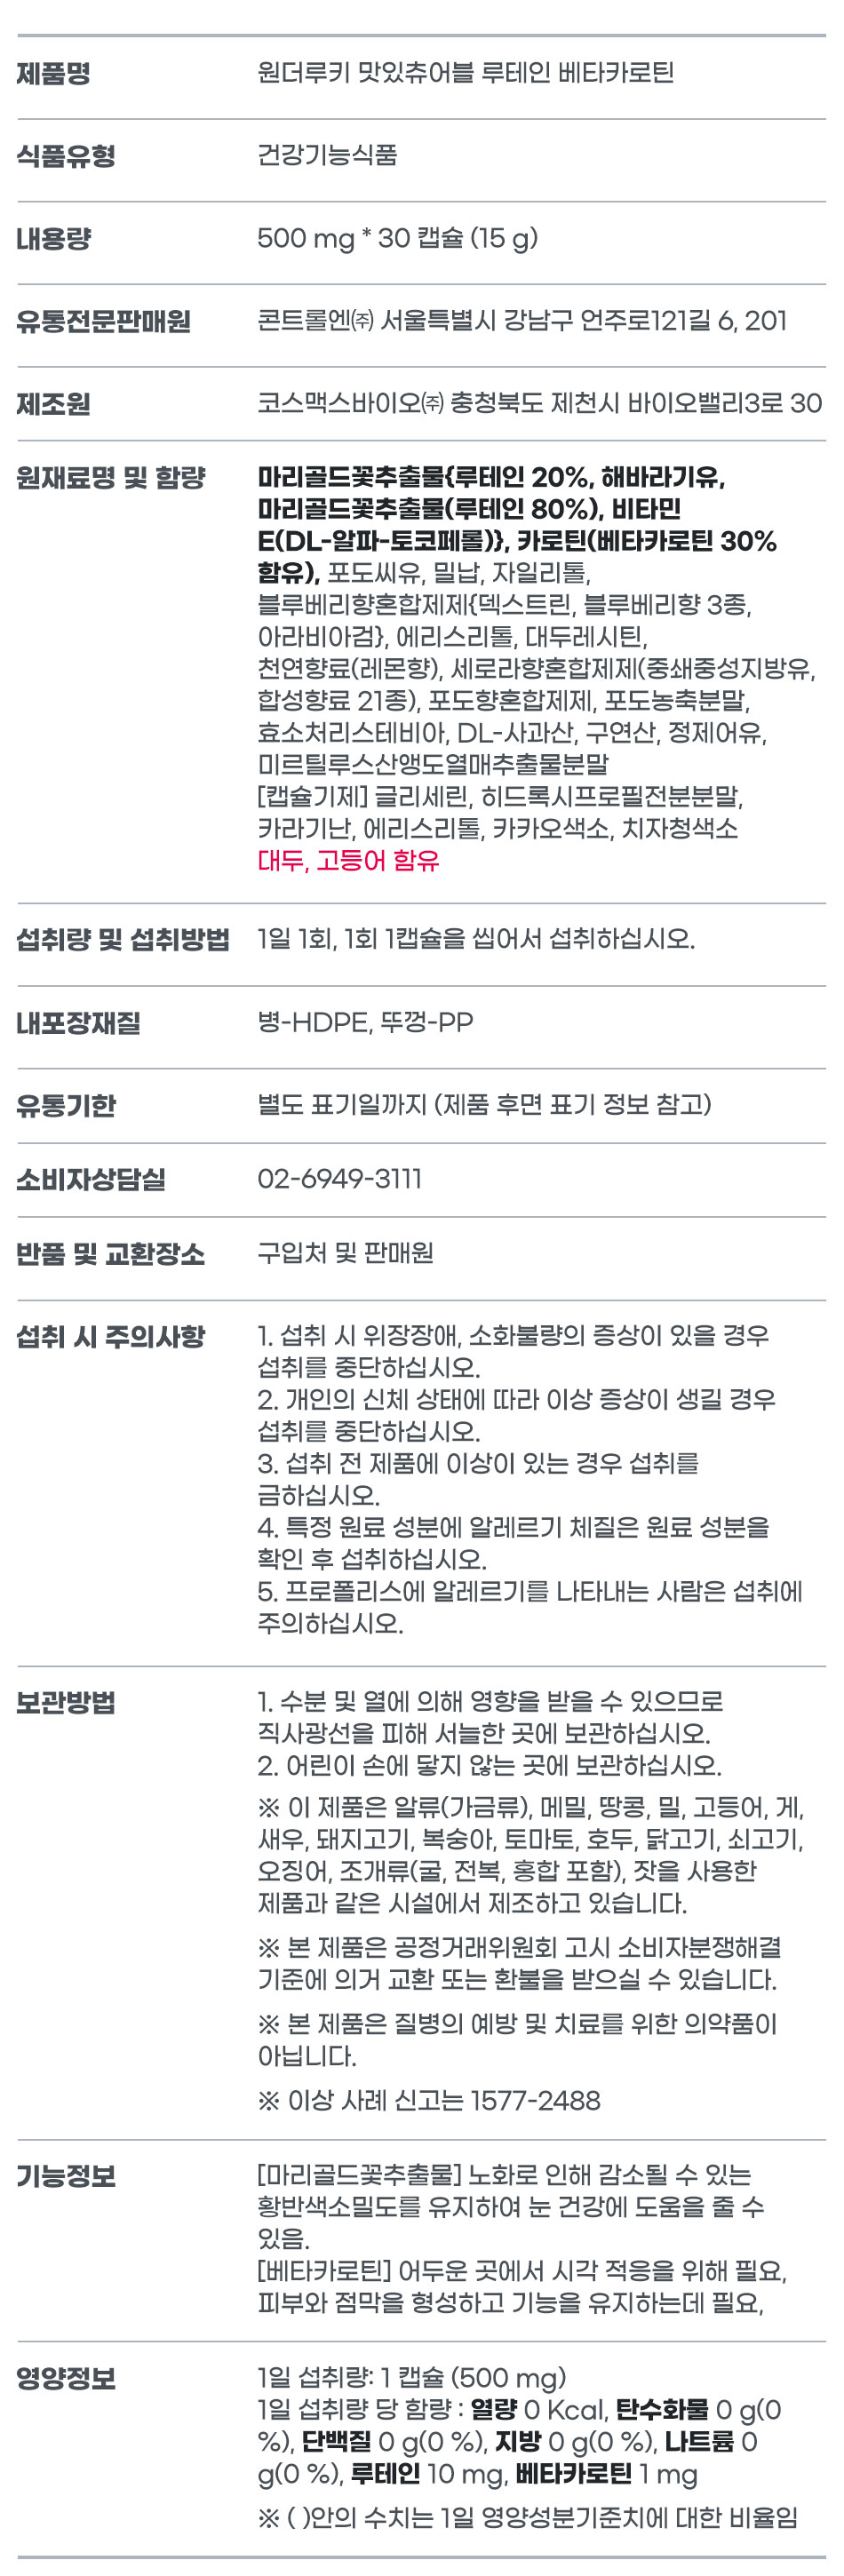 제품명 원더루키 맛있츄어블 루테인 베타카로틴
식품유형 건강기능식품
내용량 500 mg * 30 캡슐 (15 g)
유통전문판매원 콘트롤엔㈜ 서울특별시 강남구 언주로121길 6, 201
제조원 코스맥스바이오㈜ 충청북도 제천시 바이오밸리3로 30
원재료명 및 함량 마리골드꽃추출물{루테인 20%, 해바라기유,
마리골드꽃추출물(루테인 80%), 비타민
E(DL-알파-토코페롤)}, 카로틴(베타카로틴 30%
함유), 포도씨유, 밀납, 자일리톨,
블루베리향혼합제제{덱스트린, 블루베리향 3종,
아라비아검}, 에리스리톨, 대두레시틴,
천연향료(레몬향), 세로라향혼합제제(중쇄중성지방유,
합성향료 21종), 포도향혼합제제, 포도농축분말,
효소처리스테비아, DL-사과산, 구연산, 정제어유,
미르틸루스산앵도열매추출물분말
[캡슐기제] 글리세린, 히드록시프로필전분분말,
카라기난, 에리스리톨, 카카오색소, 치자청색소
대두, 고등어 함유
섭취량 및 섭취방법 1일 1회, 1회 1캡슐을 씹어서 섭취하십시오.
내포장재질 병-HDPE, 뚜껑-PP
유통기한 별도 표기일까지 (제품 후면 표기 정보 참고)
소비자상담실 02-6949-3111
반품 및 교환장소 구입처 및 판매원
섭취 시 주의사항 1. 섭취 시 위장장애, 소화불량의 증상이 있을 경우
섭취를 중단하십시오.
2. 개인의 신체 상태에 따라 이상 증상이 생길 경우
섭취를 중단하십시오.
3. 섭취 전 제품에 이상이 있는 경우 섭취를
금하십시오.
4. 특정 원료 성분에 알레르기 체질은 원료 성분을
확인 후 섭취하십시오.
5. 프로폴리스에 알레르기를 나타내는 사람은 섭취에
주의하십시오.
보관방법 1. 수분 및 열에 의해 영향을 받을 수 있으므로
직사광선을 피해 서늘한 곳에 보관하십시오.
2. 어린이 손에 닿지 않는 곳에 보관하십시오.
※ 이 제품은 알류(가금류), 메밀, 땅콩, 밀, 고등어, 게,
새우, 돼지고기, 복숭아, 토마토, 호두, 닭고기, 쇠고기,
오징어, 조개류(굴, 전복, 홍합 포함), 잣을 사용한
제품과 같은 시설에서 제조하고 있습니다.
※ 본 제품은 공정거래위원회 고시 소비자분쟁해결
기준에 의거 교환 또는 환불을 받으실 수 있습니다.
※ 본 제품은 질병의 예방 및 치료를 위한 의약품이
아닙니다.
※ 이상 사례 신고는 1577-2488
기능정보 [마리골드꽃추출물] 노화로 인해 감소될 수 있는
황반색소밀도를 유지하여 눈 건강에 도움을 줄 수
있음.
[베타카로틴] 어두운 곳에서 시각 적응을 위해 필요,
피부와 점막을 형성하고 기능을 유지하는데 필요,
영양정보 1일 섭취량: 1 캡슐 (500 mg)
1일 섭취량 당 함량 : 열량 0 Kcal, 탄수화물 0 g(0
%), 단백질 0 g(0 %), 지방 0 g(0 %), 나트륨 0
g(0 %), 루테인 10 mg, 베타카로틴 1 mg
※ ( )안의 수치는 1일 영양성분기준치에 대한 비율임